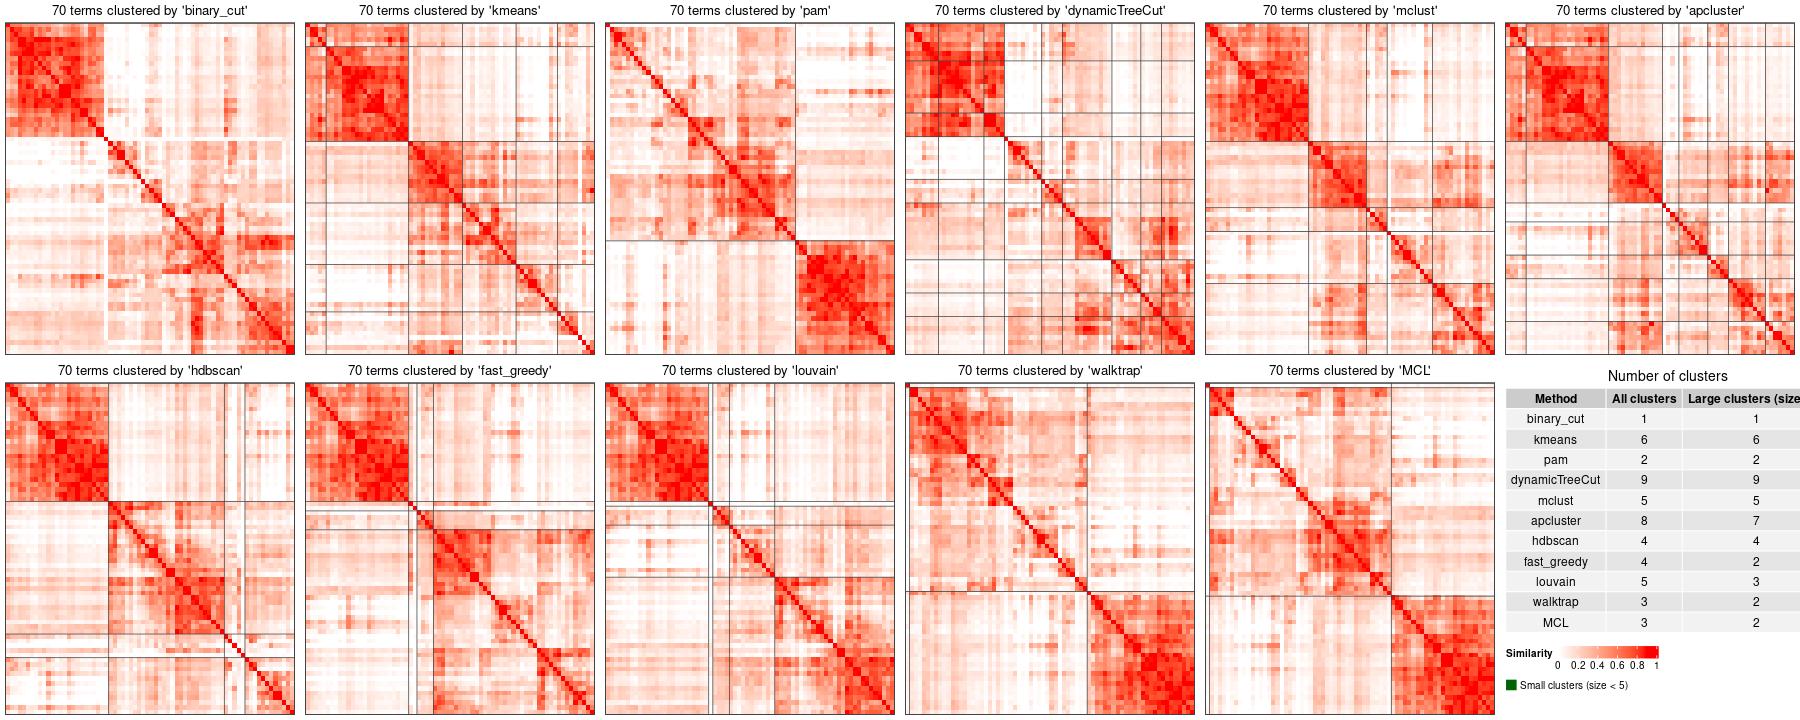 70 terms clustered by 'binary_cut'
70 terms clustered by 'kmeans'
70 terms clustered by 'pam'
70 terms clustered by 'dynamicTreeCut'
70 terms clustered by 'mclust'
70 terms clustered by 'apcluster'
70 terms clustered by 'hdbscan'
70 terms clustered by 'fast_greedy'
70 terms clustered by 'louvain'
70 terms clustered by 'walktrap'
70 terms clustered by 'MCL'
Number of clusters
Method All clusters Large clusters (size
binary_cut 1 1
kmeans 6 6
pam 2 2
dynamicTreeCut 9 9
mclust 5 5
apcluster 8 7
hdbscan 4 4
fast_greedy 4 2
louvain 5 3
walktrap 3 2
MCL 3 2
Similarity
0 0.2 0.4 0.6 0.8 1
Small clusters (size < 5)